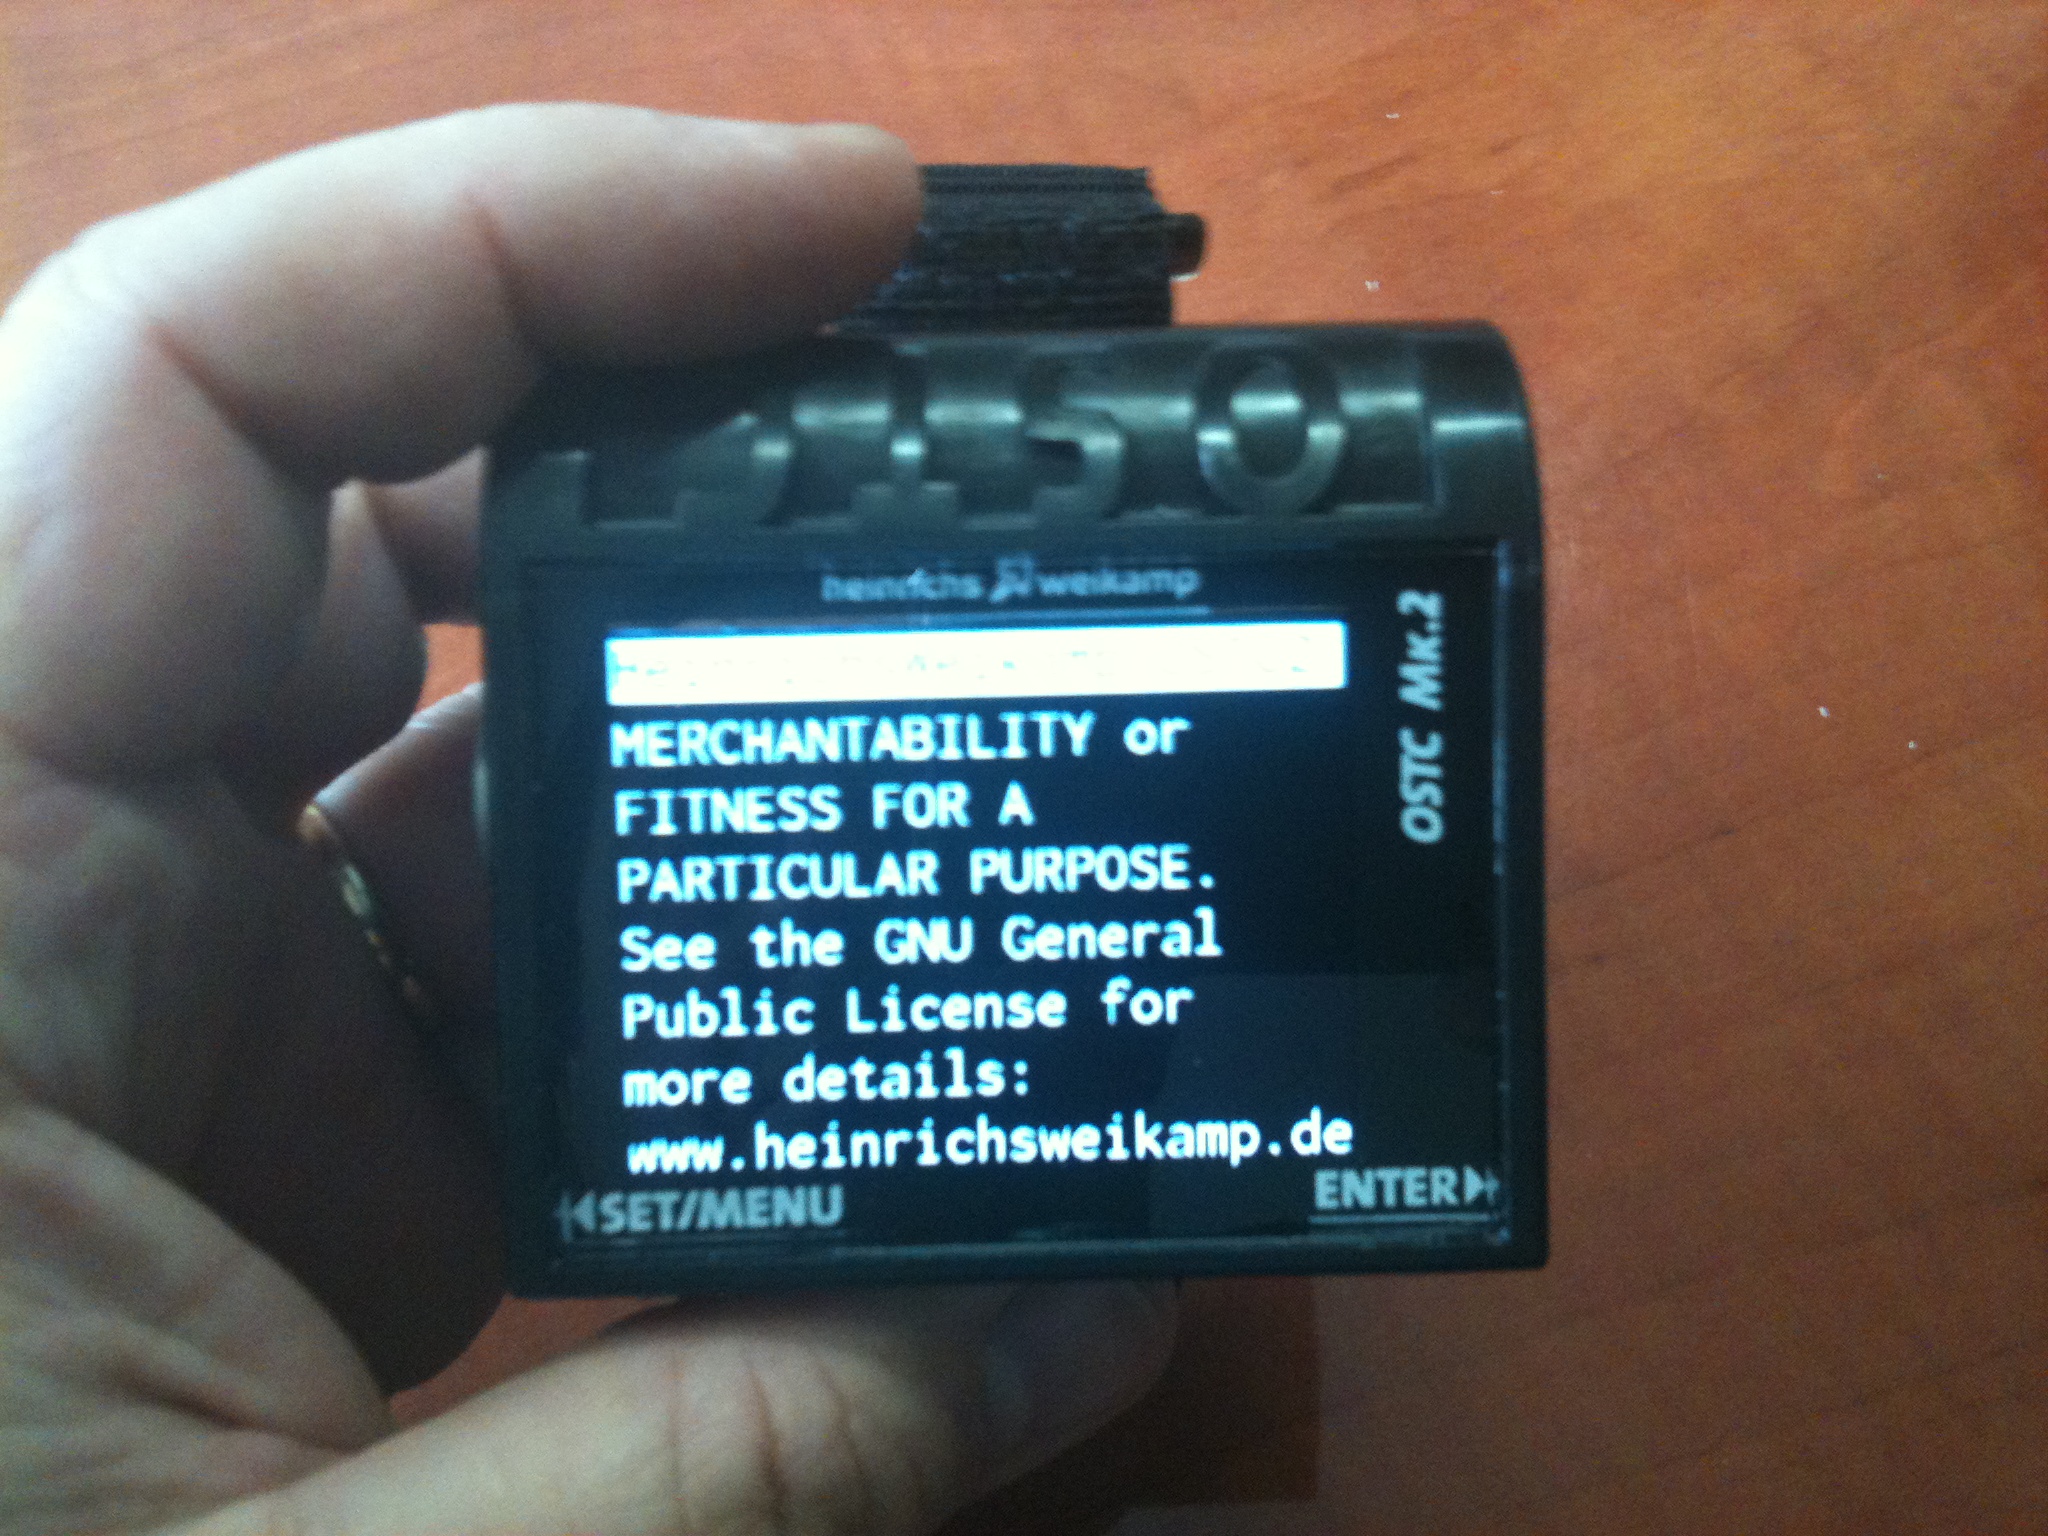 heinrichs weikamp
MERCHANTABILITY or
FITNESS FOR A
PARTICULAR PURPOSE.
See the GNU General
Public License for
more details:
www.heinrichsweikamp.de
SET/MENU
ENTER
OSTC Mk.2